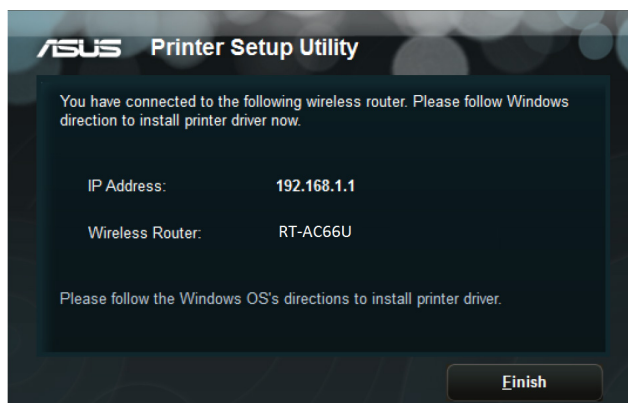 ASUS Printer Setup Utility
You have connected to the following wireless router. Please follow Windows
direction to install printer driver now.
IP Address: 192.168.1.1
Wireless Router: RT-AC66U
Please follow the Windows OS's directions to install printer driver.
Finish